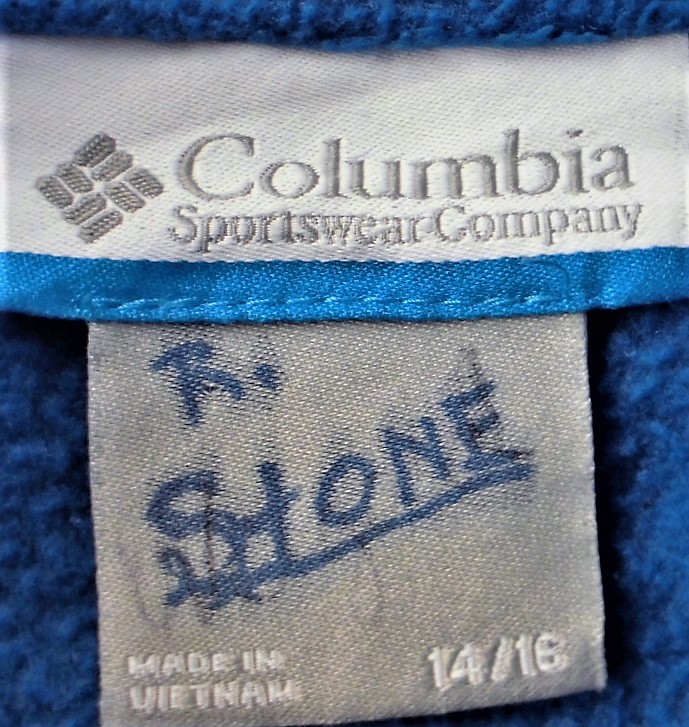 Columbia
Sportswear Company
R.
StONE
MADE IN
VIETNAM
14/16